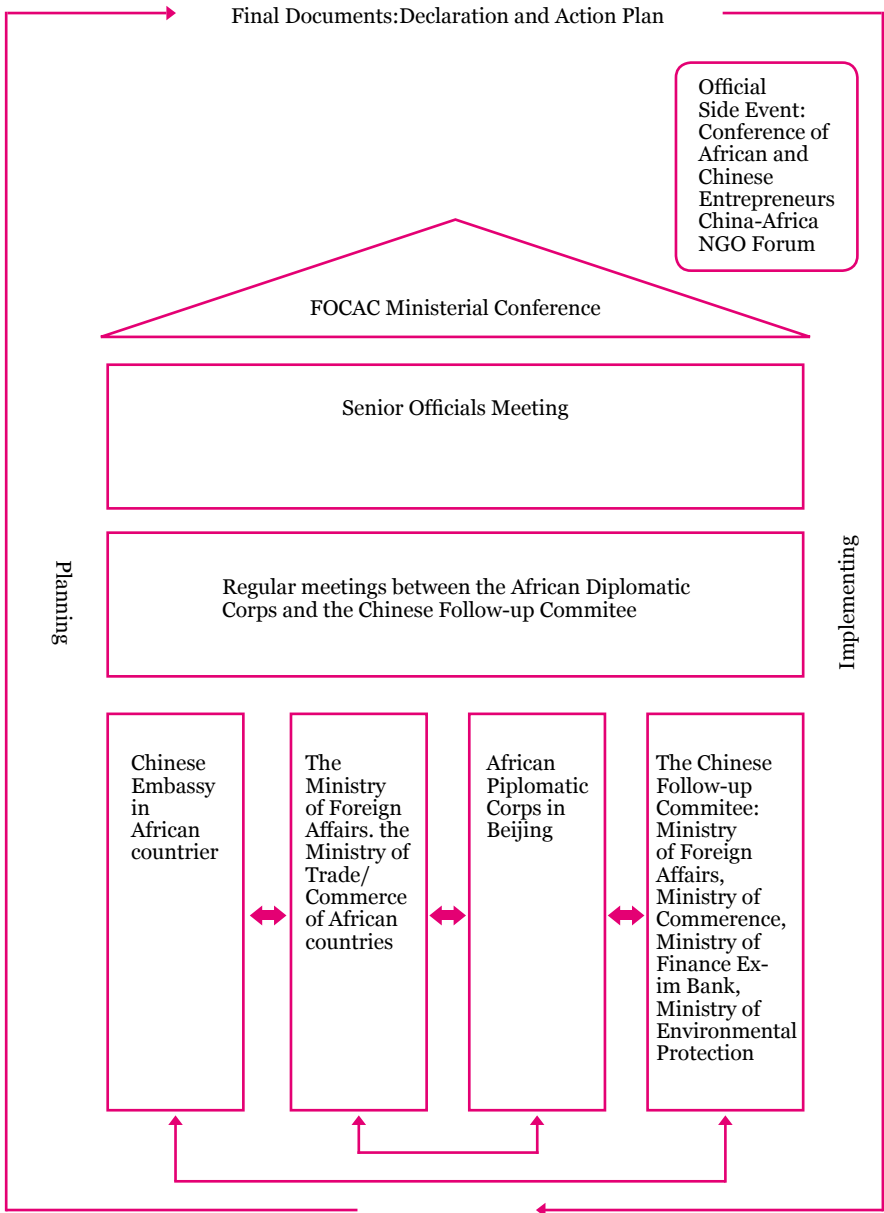 Final Documents:Declaration and Action Plan
Official
Side Event:
Conference of
African and
Chinese
Entrepreneurs
China-Africa
NGO Forum
FOCAC Ministerial Conference
Senior Officials Meeting
Planning
Regular meetings between the African Diplomatic
Corps and the Chinese Follow-up Commitee
Implementing
Chinese
Embassy
in
African
countrier
The
Ministry
of Foreign
Affairs. the
Ministry of
Trade/
Commerce
of African
countries
African
Piplomatic
Corps in
Beijing
The Chinese
Follow-up
Commitee:
Ministry
of Foreign
Affairs,
Ministry of
Commerence,
Ministry of
Finance Ex-
im Bank,
Ministry of
Environmental
Protection